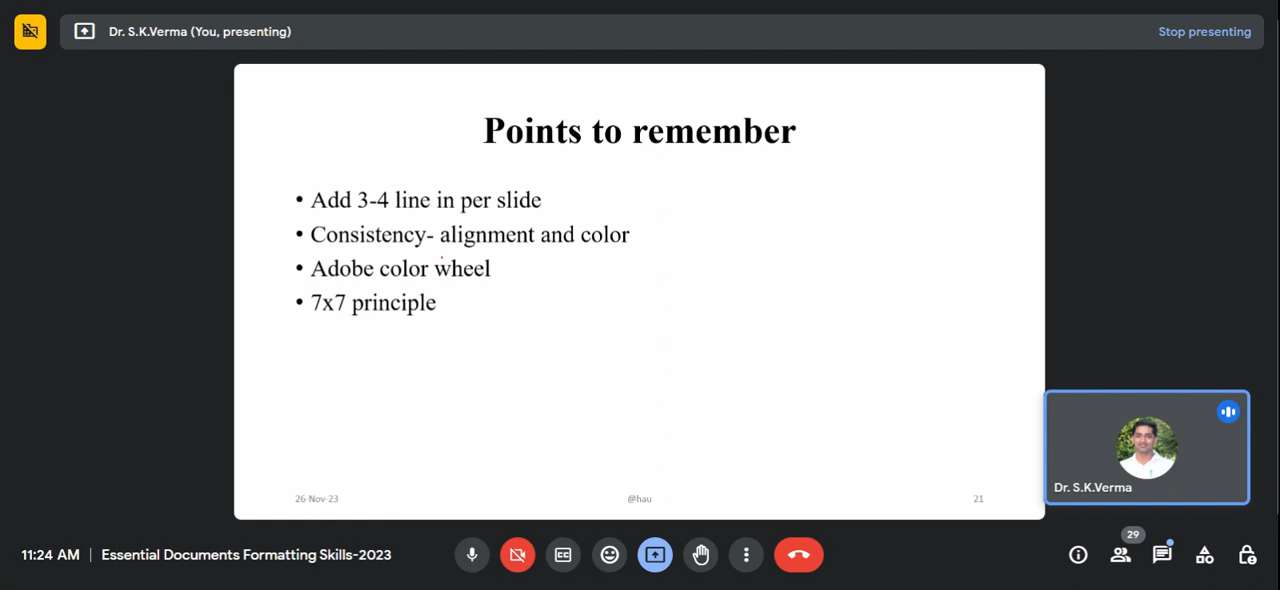 Dr. S.K.Verma (You, presenting)
Stop presenting
Points to remember
• Add 3-4 line in per slide
• Consistency- alignment and color
• Adobe color wheel
• 7x7 principle
26-Nov-23
@hau
21
Dr. S.K.Verma
29
11:24 AM | Essential Documents Formatting Skills-2023
CC